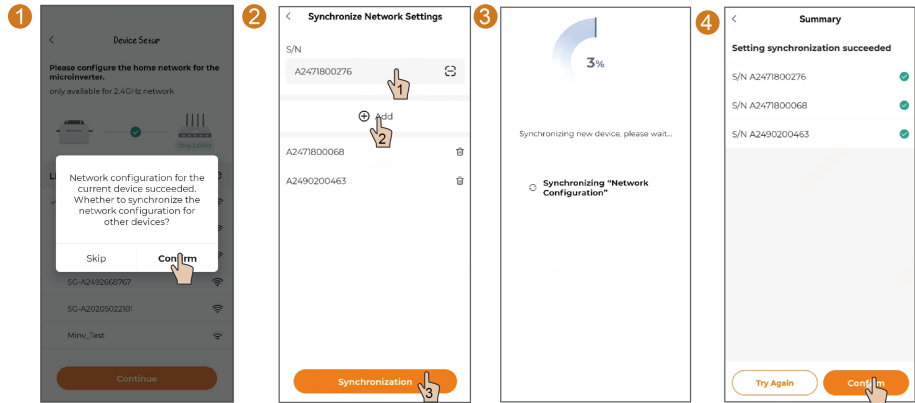 1
Device Setup
Please configure the home network for the
microinverter.
only available for 2.4GHz network
Network configuration for the
current device succeeded.
Whether to synchronize the
network configuration for
other devices?
Skip
Confirm
SG-A2492668767
SG-A20205022101
Minv_Test
Continue
2
Synchronize Network Settings
S/N
A2471800276
1
Add
2
A2471800068
A2490200463
Synchronization
3
3
3%
Synchronizing new device, please wait...
Synchronizing "Network
Configuration"
4
Summary
Setting synchronization succeeded
S/N A2471800276
S/N A2471800068
S/N A2490200463
Try Again
Confirm